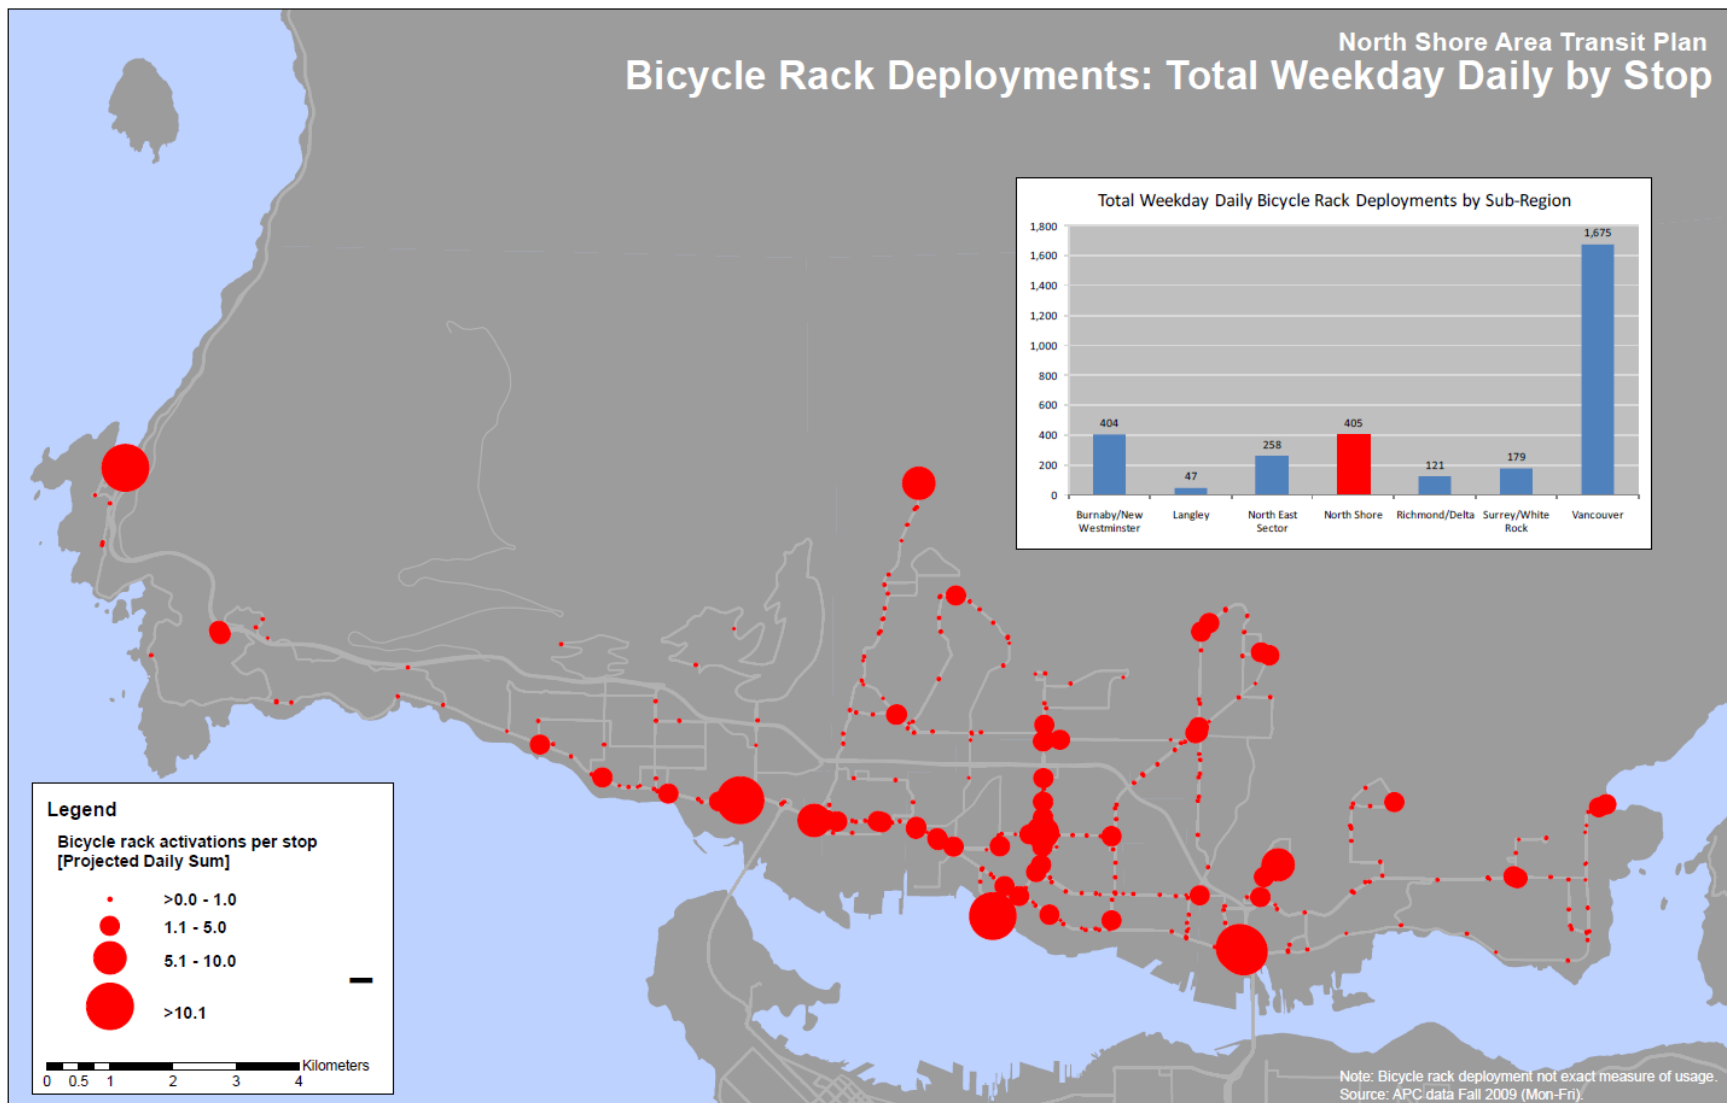 North Shore Area Transit Plan
Bicycle Rack Deployments: Total Weekday Daily by Stop
Total Weekday Daily Bicycle Rack Deployments by Sub-Region
1,800
1,600
1,400
1,200
1,000
800
600
400
200
0
404
47
258
405
121
179
1,675
Burnaby/New Westminster
Langley
North East Sector
North Shore
Richmond/Delta
Surrey/White Rock
Vancouver
Legend
Bicycle rack activations per stop
[Projected Daily Sum]
>0.0 - 1.0
1.1 - 5.0
5.1 - 10.0
>10.1
Kilometers
0 0.5 1 2 3 4
Note: Bicycle rack deployment not exact measure of usage.
Source: APC data Fall 2009 (Mon-Fri).